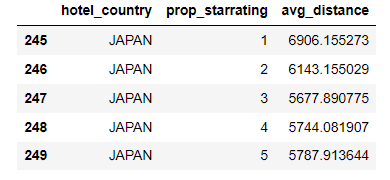 hotel_country prop_starrating avg_distance
245 JAPAN 1 6906.155273
246 JAPAN 2 6143.155029
247 JAPAN 3 5677.890775
248 JAPAN 4 5744.081907
249 JAPAN 5 5787.913644